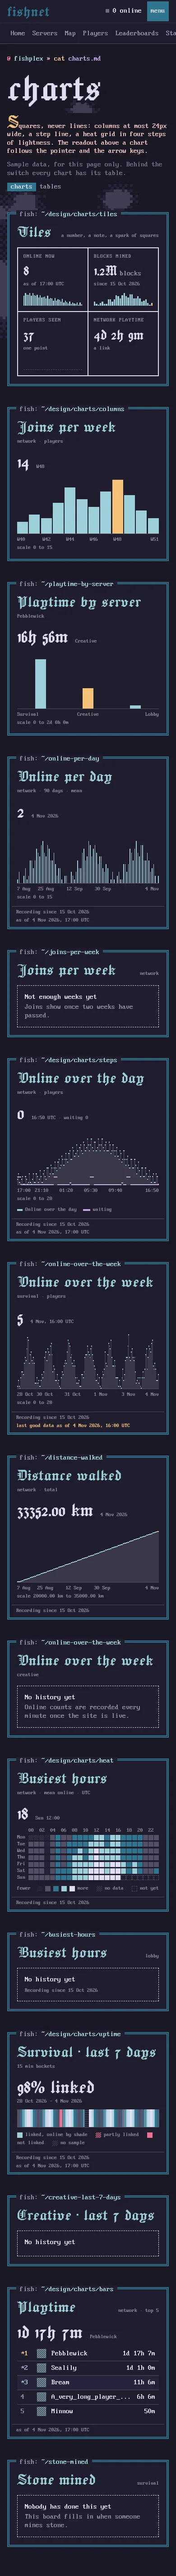 fishnet
0 online
menu
Home Servers Map Players Leaderboards Sta
fishplex > cat charts.md
charts
Squares, never lines: columns at most 24px
wide, a step line, a heat grid in four steps
of lightness. The readout above a chart
follows the pointer and the arrow keys.
Sample data, for this page only. Behind the
switch every chart has its table.
charts tables
fish: ~/design/charts/tiles
Tiles
a number, a note, a spark of squares
ONLINE NOW
8
as of 17:00 UTC
BLOCKS MINED
1.2M blocks
since 15 Oct 2026
PLAYERS SEEN
37
one point
NETWORK PLAYTIME
4d 2h 9m
a link
fish: ~/design/charts/columns
Joins per week
network · players
14 W48
W40 W42 W44 W46 W48 W51
scale 0 to 15
fish: ~/playtime-by-server
Playtime by server
Pebblewick
16h 56m Creative
Survival Creative Lobby
scale 0 to 2d 0h 0m
fish: ~/online-per-day
Online per day
network · 90 days · mean
2 4 Nov 2026
7 Aug 25 Aug 12 Sep 30 Sep 4 Nov
scale 0 to 15
Recording since 15 Oct 2026
as of 4 Nov 2026, 17:00 UTC
fish: ~/joins-per-week
Joins per week
network
Not enough weeks yet
Joins show once two weeks have
passed.
fish: ~/design/charts/steps
Online over the day
network · players
0 16:50 UTC · waiting 0
17:00 21:10 01:20 05:30 09:40 16:50
scale 0 to 20
Online over the day waiting
Recording since 15 Oct 2026
as of 4 Nov 2026, 17:00 UTC
fish: ~/online-over-the-week
Online over the week
survival · players
5 4 Nov, 16:00 UTC
28 Oct 30 Oct 31 Oct 1 Nov 3 Nov 4 Nov
scale 0 to 20
Recording since 15 Oct 2026
last good data as of 4 Nov 2026, 16:00 UTC
fish: ~/distance-walked
Distance walked
network · total
33352.00 km 4 Nov 2026
7 Aug 25 Aug 12 Sep 30 Sep 4 Nov
scale 20000.00 km to 35000.00 km
Recording since 15 Oct 2026
fish: ~/online-over-the-week
Online over the week
creative
No history yet
Online counts are recorded every
minute once the site is live.
fish: ~/design/charts/heat
Busiest hours
network · mean online · UTC
18 Sun 12:00
00 02 04 06 08 10 12 14 16 18 20 22
Mon
Tue
Wed
Thu
Fri
Sat
Sun
fewer more no data not yet
Recording since 15 Oct 2026
fish: ~/busiest-hours
Busiest hours
lobby
No history yet
Recording since 15 Oct 2026
fish: ~/design/charts/uptime
Survival · last 7 days
15 min buckets
98% linked
28 Oct 2026 - 4 Nov 2026
linked, online by shade partly linked
not linked no sample
Recording since 15 Oct 2026
as of 4 Nov 2026, 17:00 UTC
fish: ~/creative-last-7-days
Creative · last 7 days
No history yet
fish: ~/design/charts/bars
Playtime
network · top 5
1d 17h 7m Pebblewick
1 Pebblewick 1d 17h 7m
2 Sealily 1d 1h 0m
3 Bream 11h 6m
4 A_very_long_player_... 6h 6m
5 Minnow 50m
as of 4 Nov 2026, 17:00 UTC
fish: ~/stone-mined
Stone mined
survival
Nobody has done this yet
This board fills in when someone
mines stone.